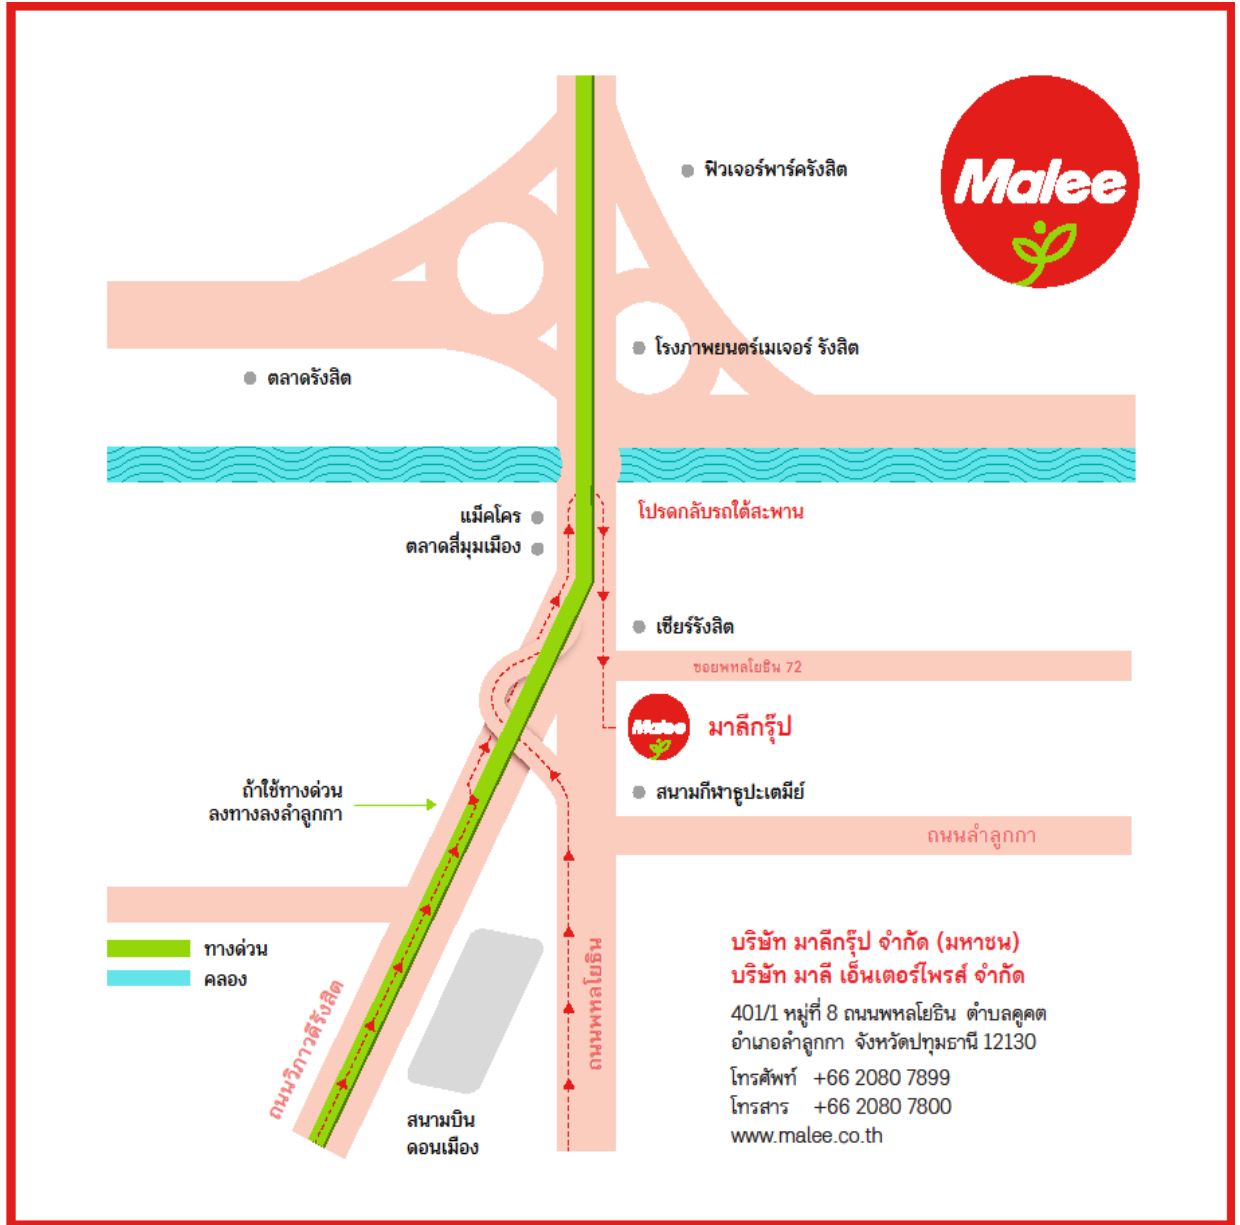 Malee
ฟิวเจอร์พาร์ครังสิต
โรงภาพยนตร์เมเจอร์ รังสิต
ตลาดรังสิต
แม็คโคร
ตลาดสี่มุมเมือง
โปรดกลับรถใต้สะพาน
เซียร์รังสิต
ซอยพหลโยธิน 72
Malee
มาลีกรุ๊ป
สนามกีฬาธูปะเตมีย์
ถ้าใช้ทางด่วน
ลงทางลงลำลูกกา
ถนนลำลูกกา
ทางด่วน
คลอง
ถนนวิภาวดีรังสิต
ถนนพหลโยธิน
สนามบิน
ดอนเมือง
บริษัท มาลีกรุ๊ป จำกัด (มหาชน)
บริษัท มาลี เอ็นเตอร์ไพรส์ จำกัด
401/1 หมู่ที่ 8 ถนนพหลโยธิน ตำบลคูคต
อำเภอลำลูกกา จังหวัดปทุมธานี 12130
โทรศัพท์ +66 2080 7899
โทรสาร +66 2080 7800
www.malee.co.th